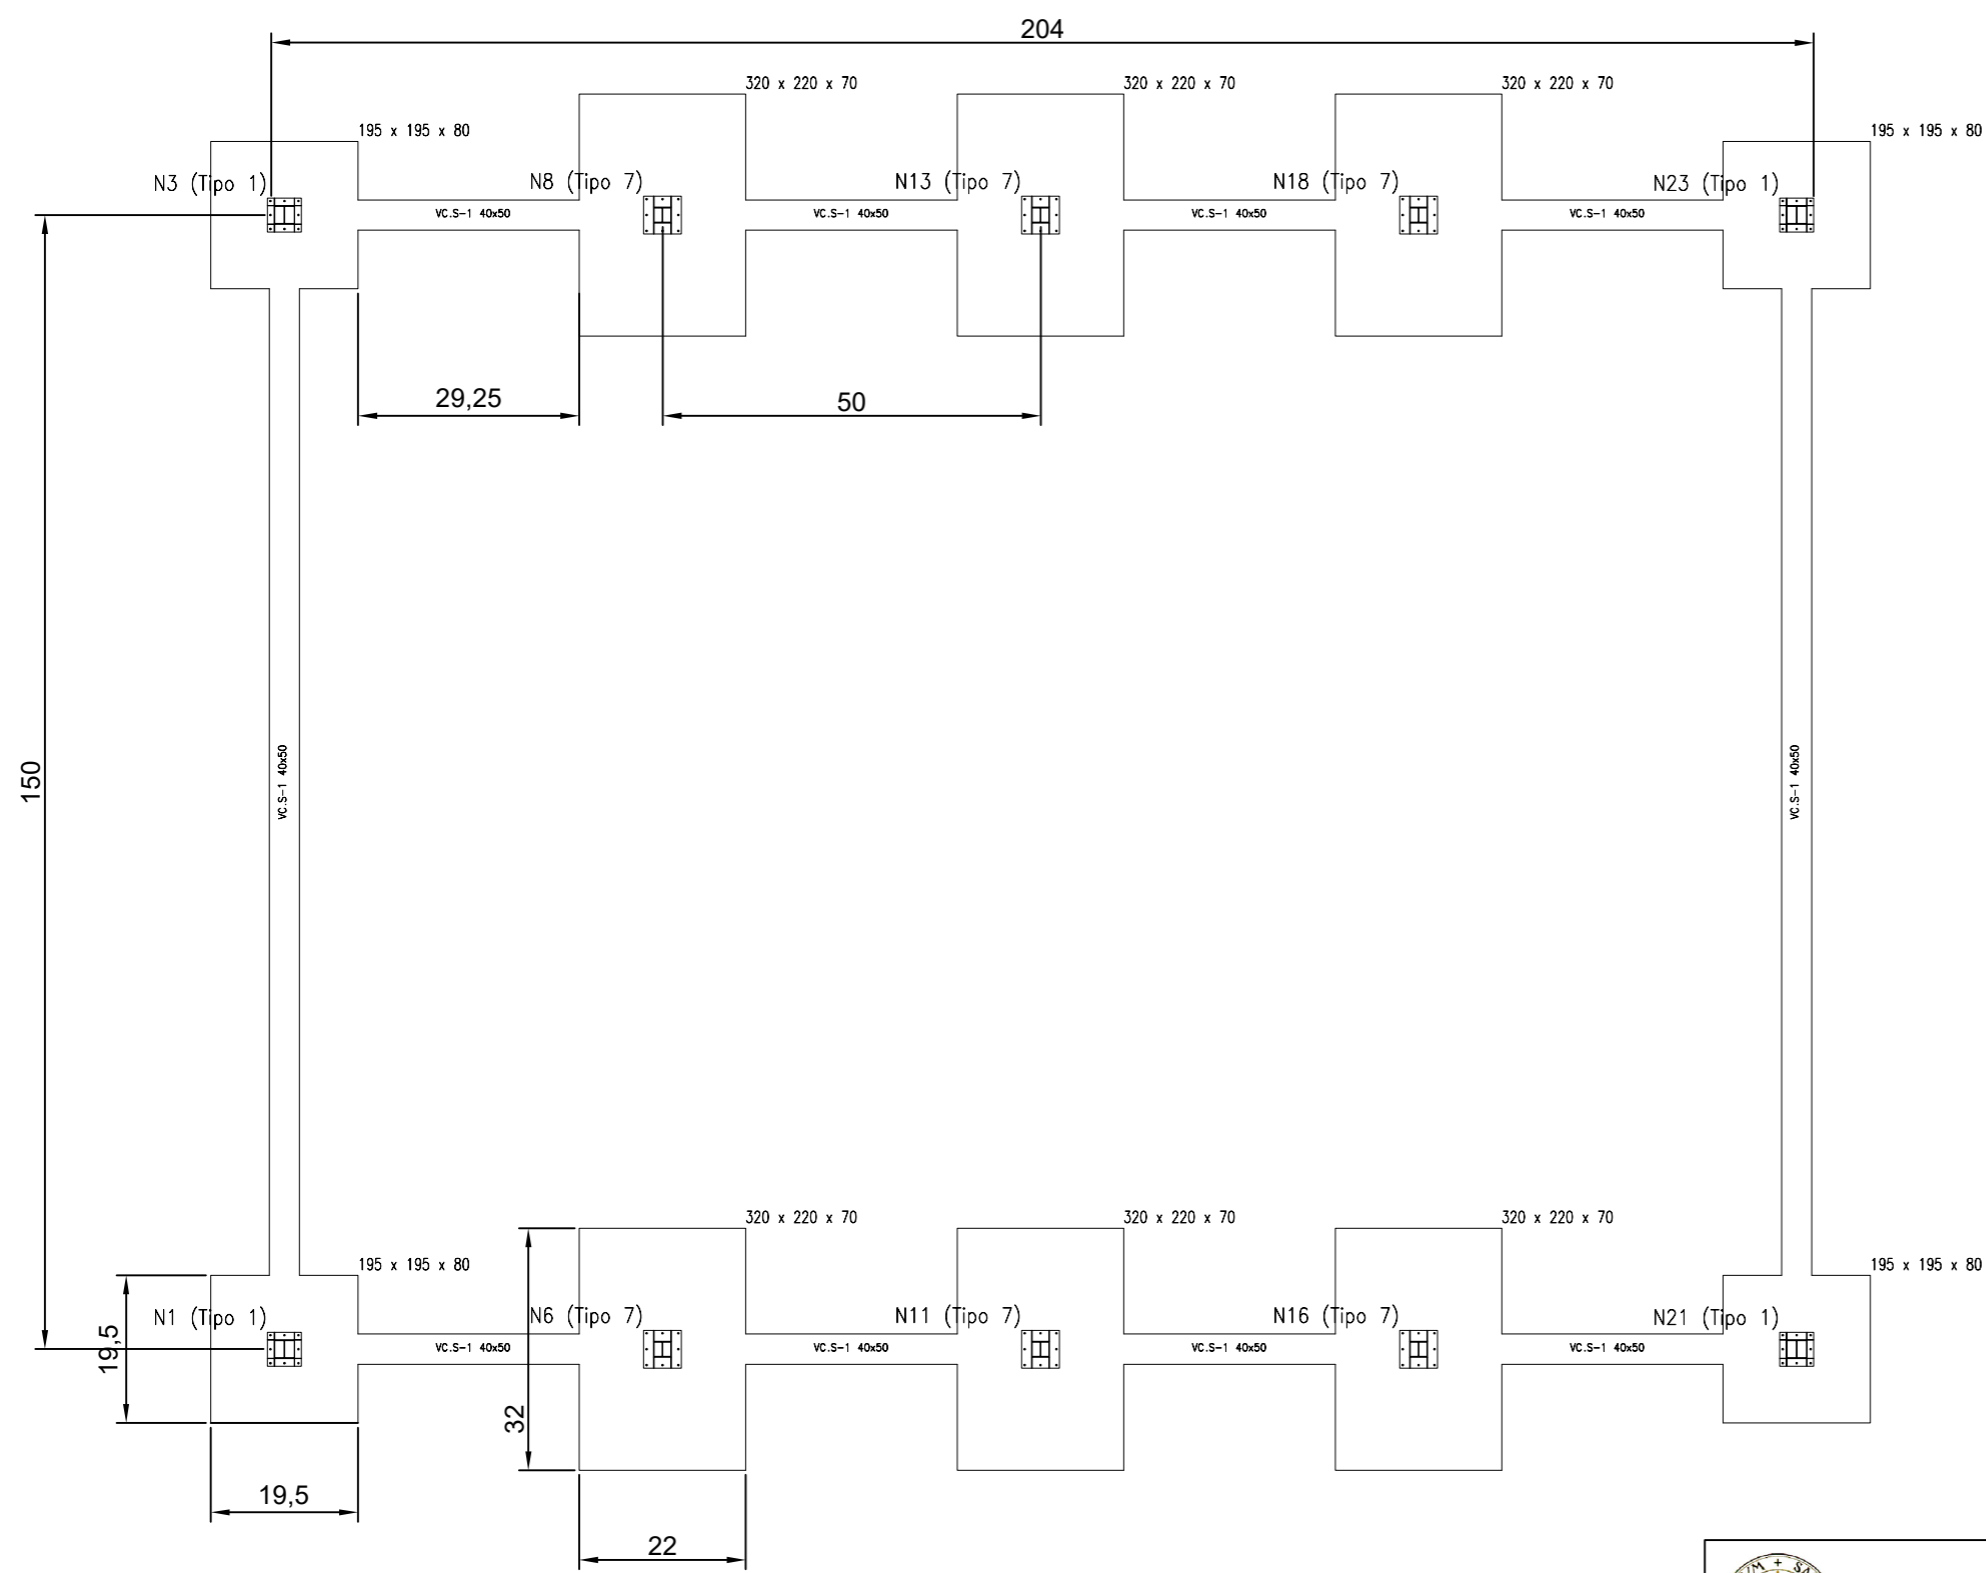 204
320 x 220 x 70
320 x 220 x 70
320 x 220 x 70
195 x 195 x 80
195 x 195 x 80
N3 (Tipo 1)
N8 (Tipo 7)
N13 (Tipo 7)
N18 (Tipo 7)
N23 (Tipo 1)
VC.S-1 40x50
VC.S-1 40x50
VC.S-1 40x50
VC.S-1 40x50
29,25
50
150
VC.S-1 40x50
VC.S-1 40x50
320 x 220 x 70
320 x 220 x 70
320 x 220 x 70
195 x 195 x 80
195 x 195 x 80
N1 (Tipo 1)
N6 (Tipo 7)
N11 (Tipo 7)
N16 (Tipo 7)
N21 (Tipo 1)
19,5
VC.S-1 40x50
VC.S-1 40x50
VC.S-1 40x50
VC.S-1 40x50
32
19,5
22